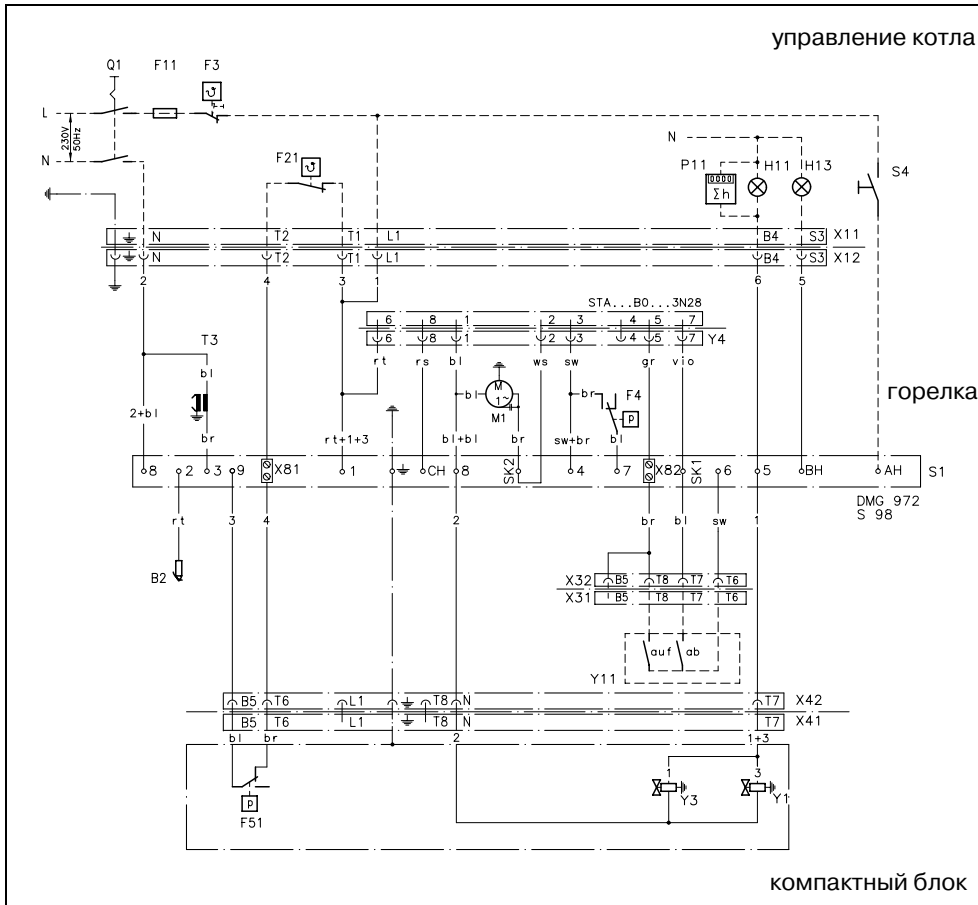 управление котла
Q1 F11 F3
L
230V
50Hz
N
F21
N
P11 H11 H13
0000
Σh
S4
N T2 T1 L1 B4 S3 X11
N T2 T1 L1 B4 S3 X12
2 4 3 1 6 5
STA...B0...3N28
6 8 1 2 3 4 5 7
6 8 1 2 3 4 5 7 Y4
rt rs bl ws sw gr vio
T3
bl
M
1~
M1
bl
br F4
p
горелка
2+bl
br
rt+1+3
bl+bl
br
sw+br
bl
8 2 3 9 X81 1 CH 8 SK2 4 7 X82 SK1 6 5 BH AH S1
DMG 972
S 98
rt 3 4 2 br bl sw 1
B2
X32 B5 T8 T7 T6
X31 B5 T8 T7 T6
auf ab
Y11
B5 T6 L1 T8 N T7 X42
B5 T6 L1 T8 N T7 X41
bl br 2 1+3
1 3
Y3 Y1
p
F51
компактный блок